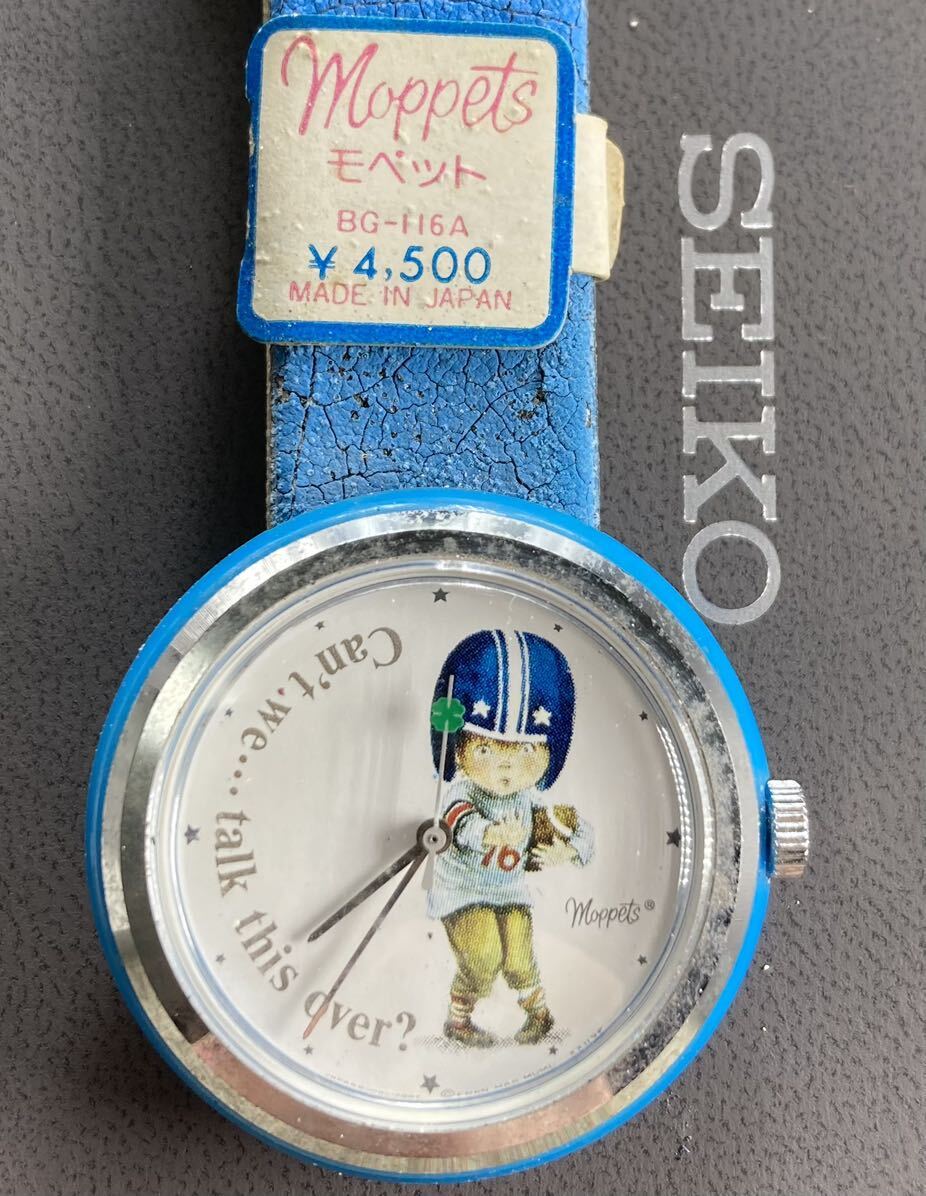 Moppets
モペット
BG-116A
¥ 4,500
MADE IN JAPAN
SEIKO
Can't we... talk this over?
16
Moppets®